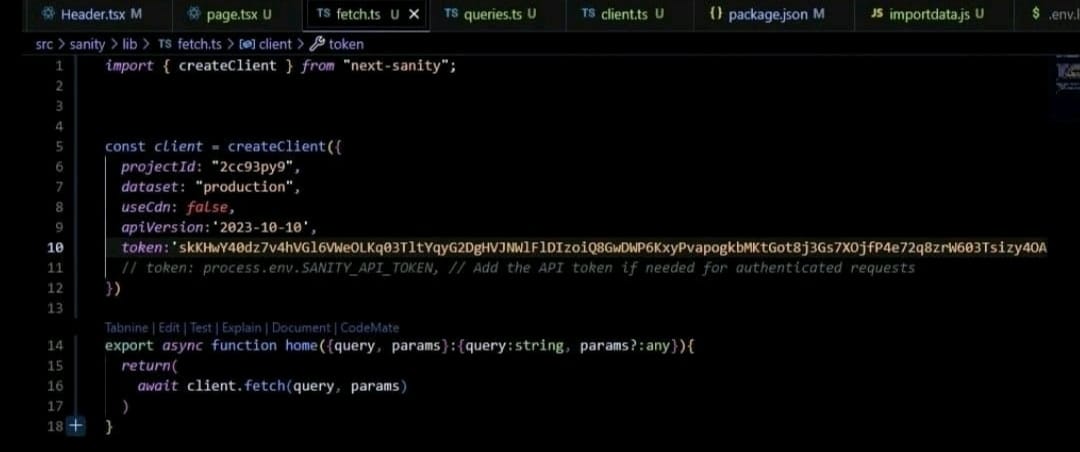 Header.tsx M page.tsx U TS fetch.ts U TS queries.ts U TS client.ts U {} package.json M JS importdata.js U $
src > sanity > lib > TS fetch.ts > client > token
1 import { createClient } from "next-sanity";
2
3
4
5 const client = createClient({
6 projectId: "2cc93py9",
7 dataset: "production",
8 useCdn: false,
9 apiVersion:'2023-10-10',
10 token:'
11 // token: process.env.SANITY_API_TOKEN, // Add the API token if needed for authenticated requests
12 })
13
Tabnine | Edit | Test | Explain | Document | CodeMate
14 export async function home({query, params}:{query:string, params?:any}){
15 return(
16 await client.fetch(query, params)
17 )
18 }